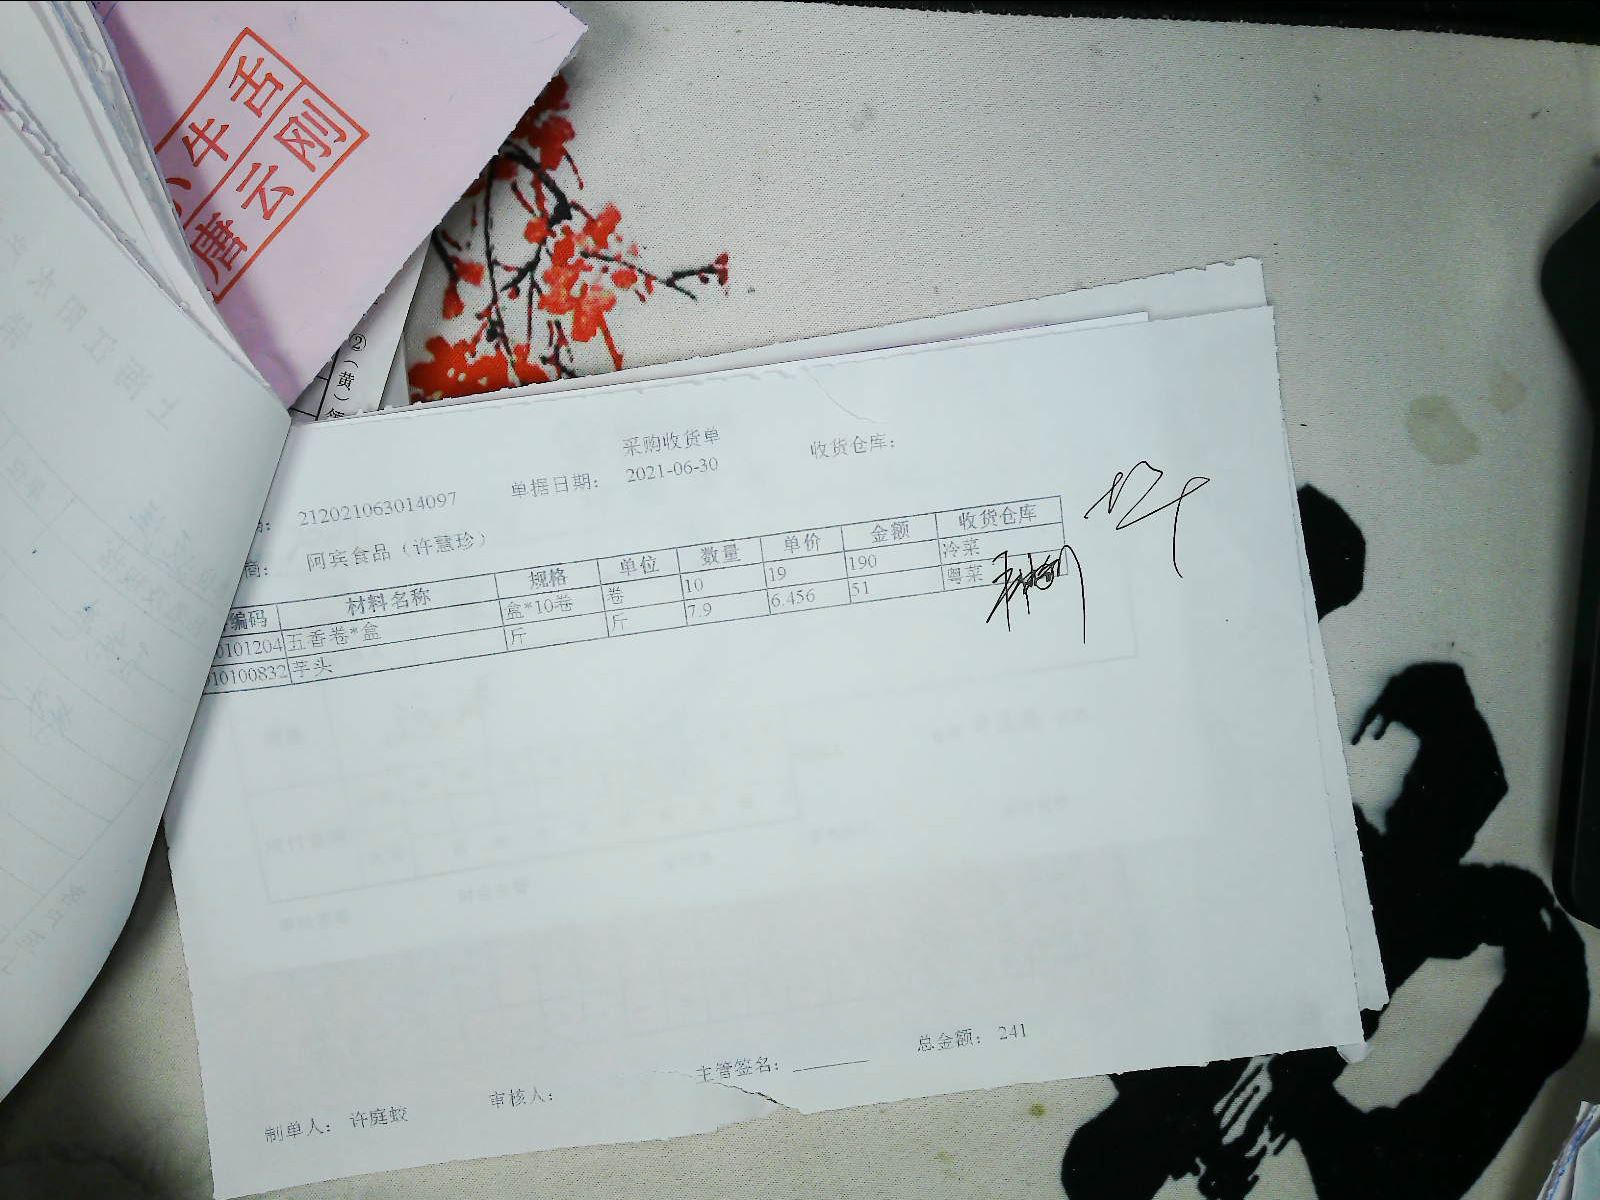 舌刚
牛云
唐
②（黄）
采购收货单
212021063014097 单据日期： 2021-06-30 收货仓库：
商： 阿宾食品（许慧珍）
编码 材料名称 规格 单位 数量 单价 金额 收货仓库
0101204 五香卷*盒 盒*10卷 卷 10 19 190 冷菜
010100832 芋头 斤 斤 7.9 6.456 51 粤菜
制单人： 许庭蛟 审核人： 主管签名： 总金额： 241